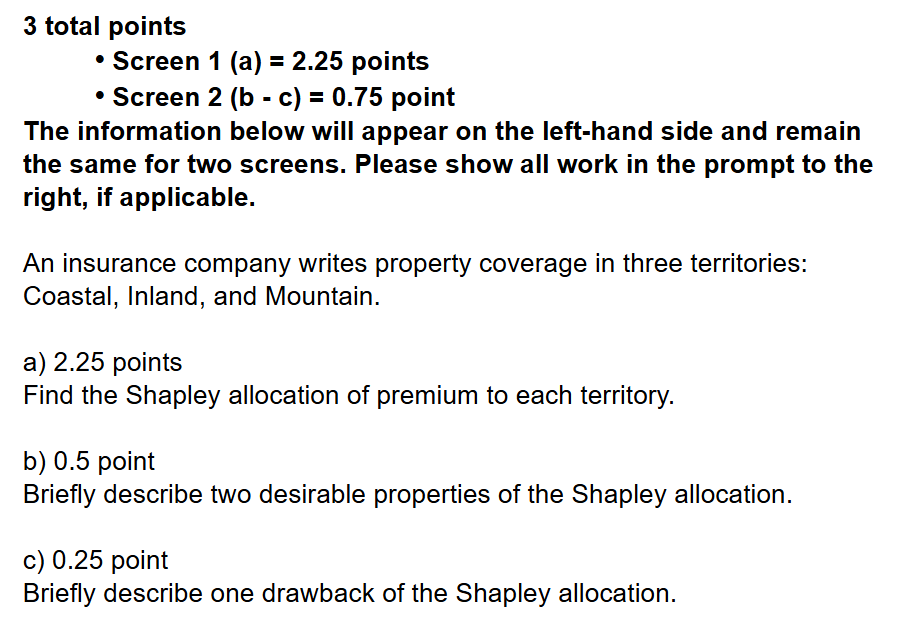 3 total points
• Screen 1 (a) = 2.25 points
• Screen 2 (b - c) = 0.75 point
The information below will appear on the left-hand side and remain
the same for two screens. Please show all work in the prompt to the
right, if applicable.
An insurance company writes property coverage in three territories:
Coastal, Inland, and Mountain.
a) 2.25 points
Find the Shapley allocation of premium to each territory.
b) 0.5 point
Briefly describe two desirable properties of the Shapley allocation.
c) 0.25 point
Briefly describe one drawback of the Shapley allocation.